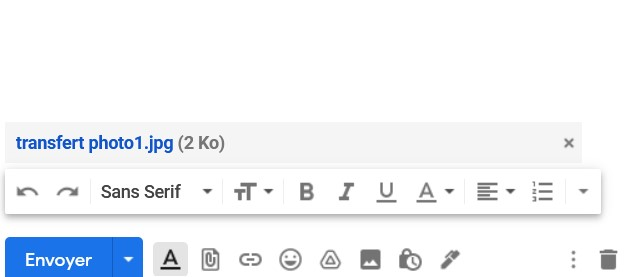 transfert photo1.jpg (2 Ko)
Sans Serif
Envoyer